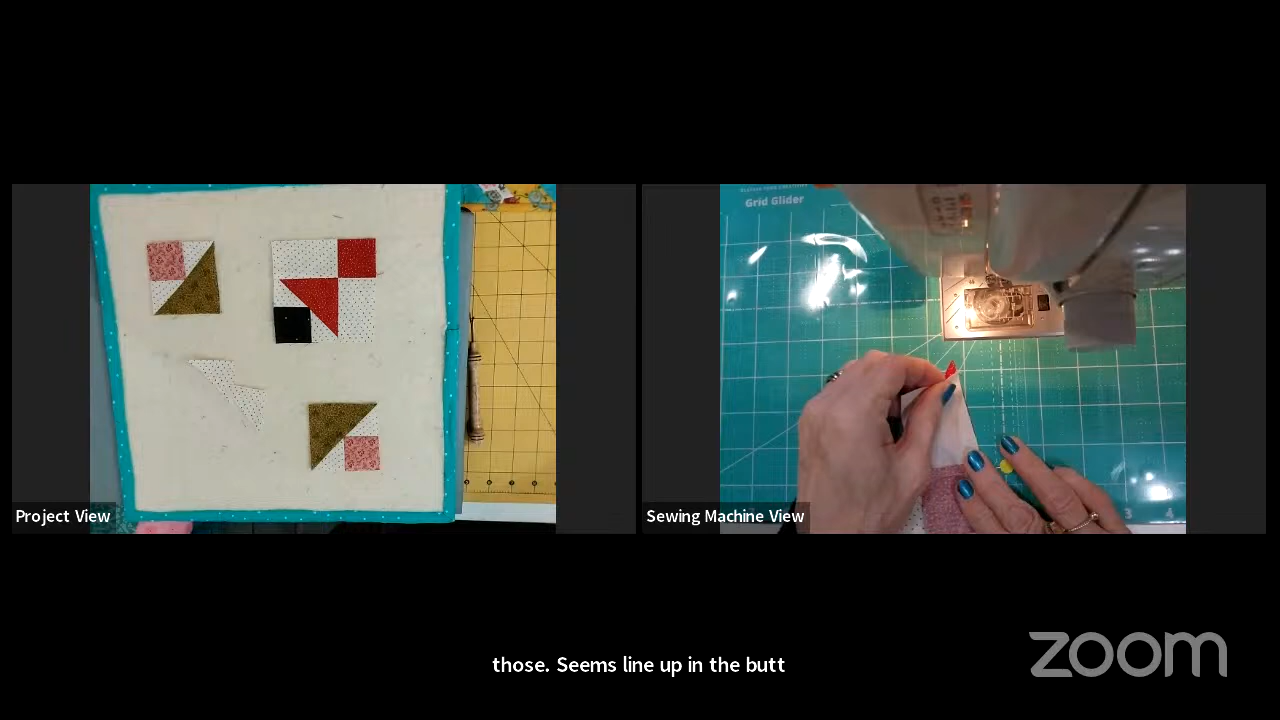 Grid Glider
Project View
Sewing Machine View
3
4
those. Seems line up in the butt
zoom